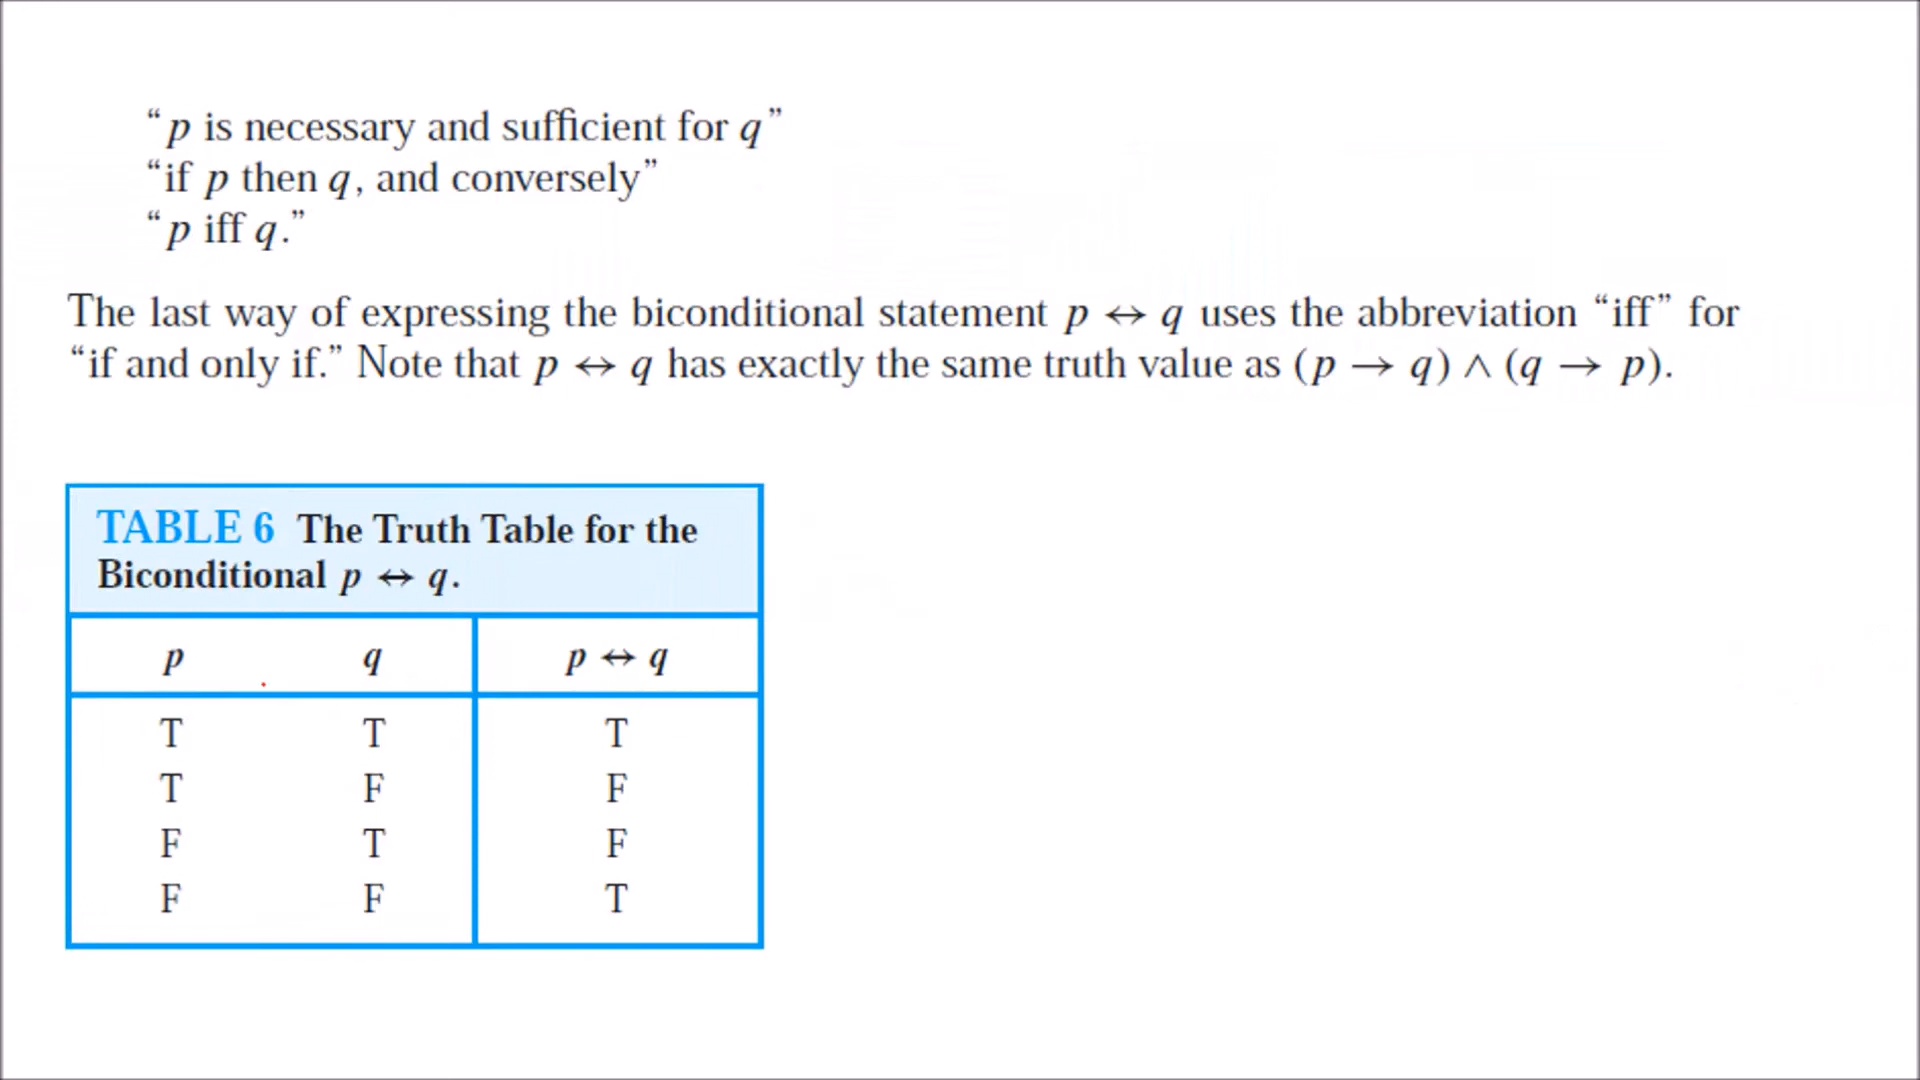 “p is necessary and sufficient for q”
“if p then q, and conversely”
“p iff q.”
The last way of expressing the biconditional statement p ↔ q uses the abbreviation “iff” for
“if and only if.” Note that p ↔ q has exactly the same truth value as (p → q) ∧ (q → p).
TABLE 6 The Truth Table for the
Biconditional p ↔ q.
p q p ↔ q
T T T
T F F
F T F
F F T